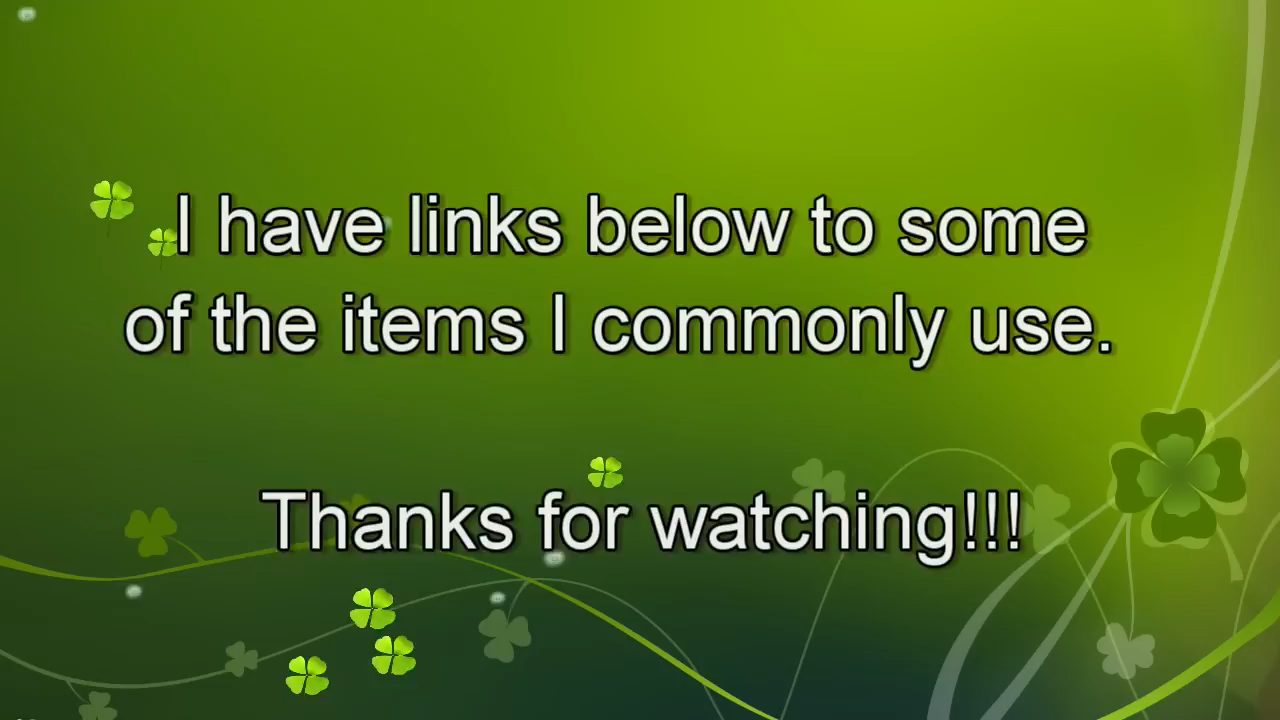 I have links below to some
of the items I commonly use.
Thanks for watching!!!